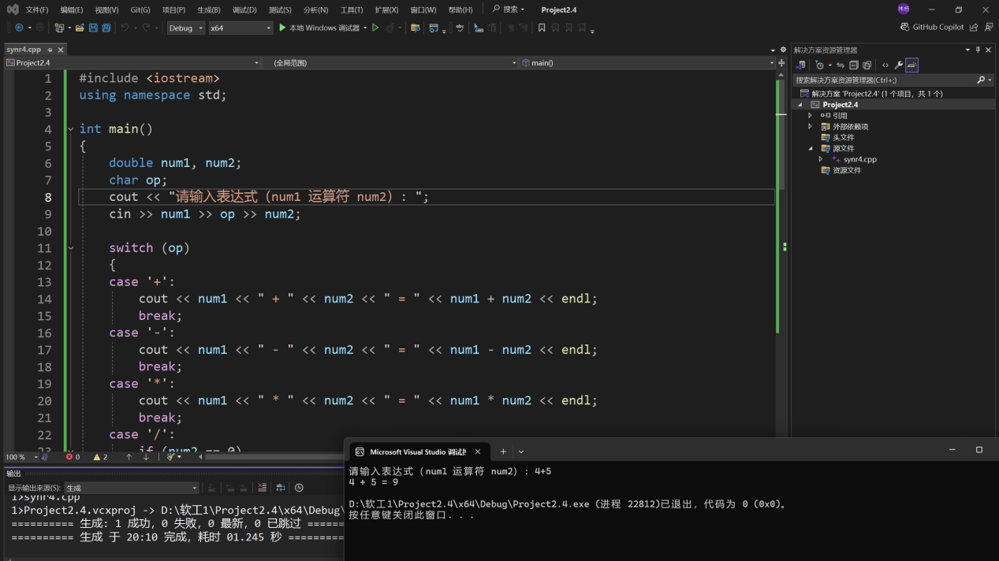 文件(F) 编辑(E) 视图(V) Git(G) 项目(P) 生成(B) 调试(D) 测试(S) 分析(N) 工具(T) 扩展(X) 窗口(W) 帮助(H) 搜索 Project2.4
Debug x64 本地 Windows 调试器 GitHub Copilot
synr4.cpp
Project2.4 (全局范围) main()
1 #include <iostream>
2 using namespace std;
3
4 int main()
5 {
6 double num1, num2;
7 char op;
8 cout << "请输入表达式（num1 运算符 num2）: ";
9 cin >> num1 >> op >> num2;
10
11 switch (op)
12 {
13 case '+':
14 cout << num1 << " + " << num2 << " = " << num1 + num2 << endl;
15 break;
16 case '-':
17 cout << num1 << " - " << num2 << " = " << num1 - num2 << endl;
18 break;
19 case '*':
20 cout << num1 << " * " << num2 << " = " << num1 * num2 << endl;
21 break;
22 case '/':
23 if (num2 == 0)
100 % 0 2
输出
显示输出来源(S): 生成
1>synr4.cpp
1>Project2.4.vcxproj -> D:\软工1\Project2.4\x64\Debug\
========== 生成: 1 成功，0 失败，0 最新，0 已跳过 ======
========== 生成 于 20:10 完成，耗时 01.245 秒 =========
解决方案资源管理器
搜索解决方案资源管理器(Ctrl+;)
解决方案 'Project2.4' (1 个项目，共 1 个)
Project2.4
引用
外部依赖项
头文件
源文件
synr4.cpp
资源文件
Microsoft Visual Studio 调试
请输入表达式（num1 运算符 num2）: 4+5
4 + 5 = 9
D:\软工1\Project2.4\x64\Debug\Project2.4.exe (进程 22812)已退出，代码为 0 (0x0)。
按任意键关闭此窗口. . .